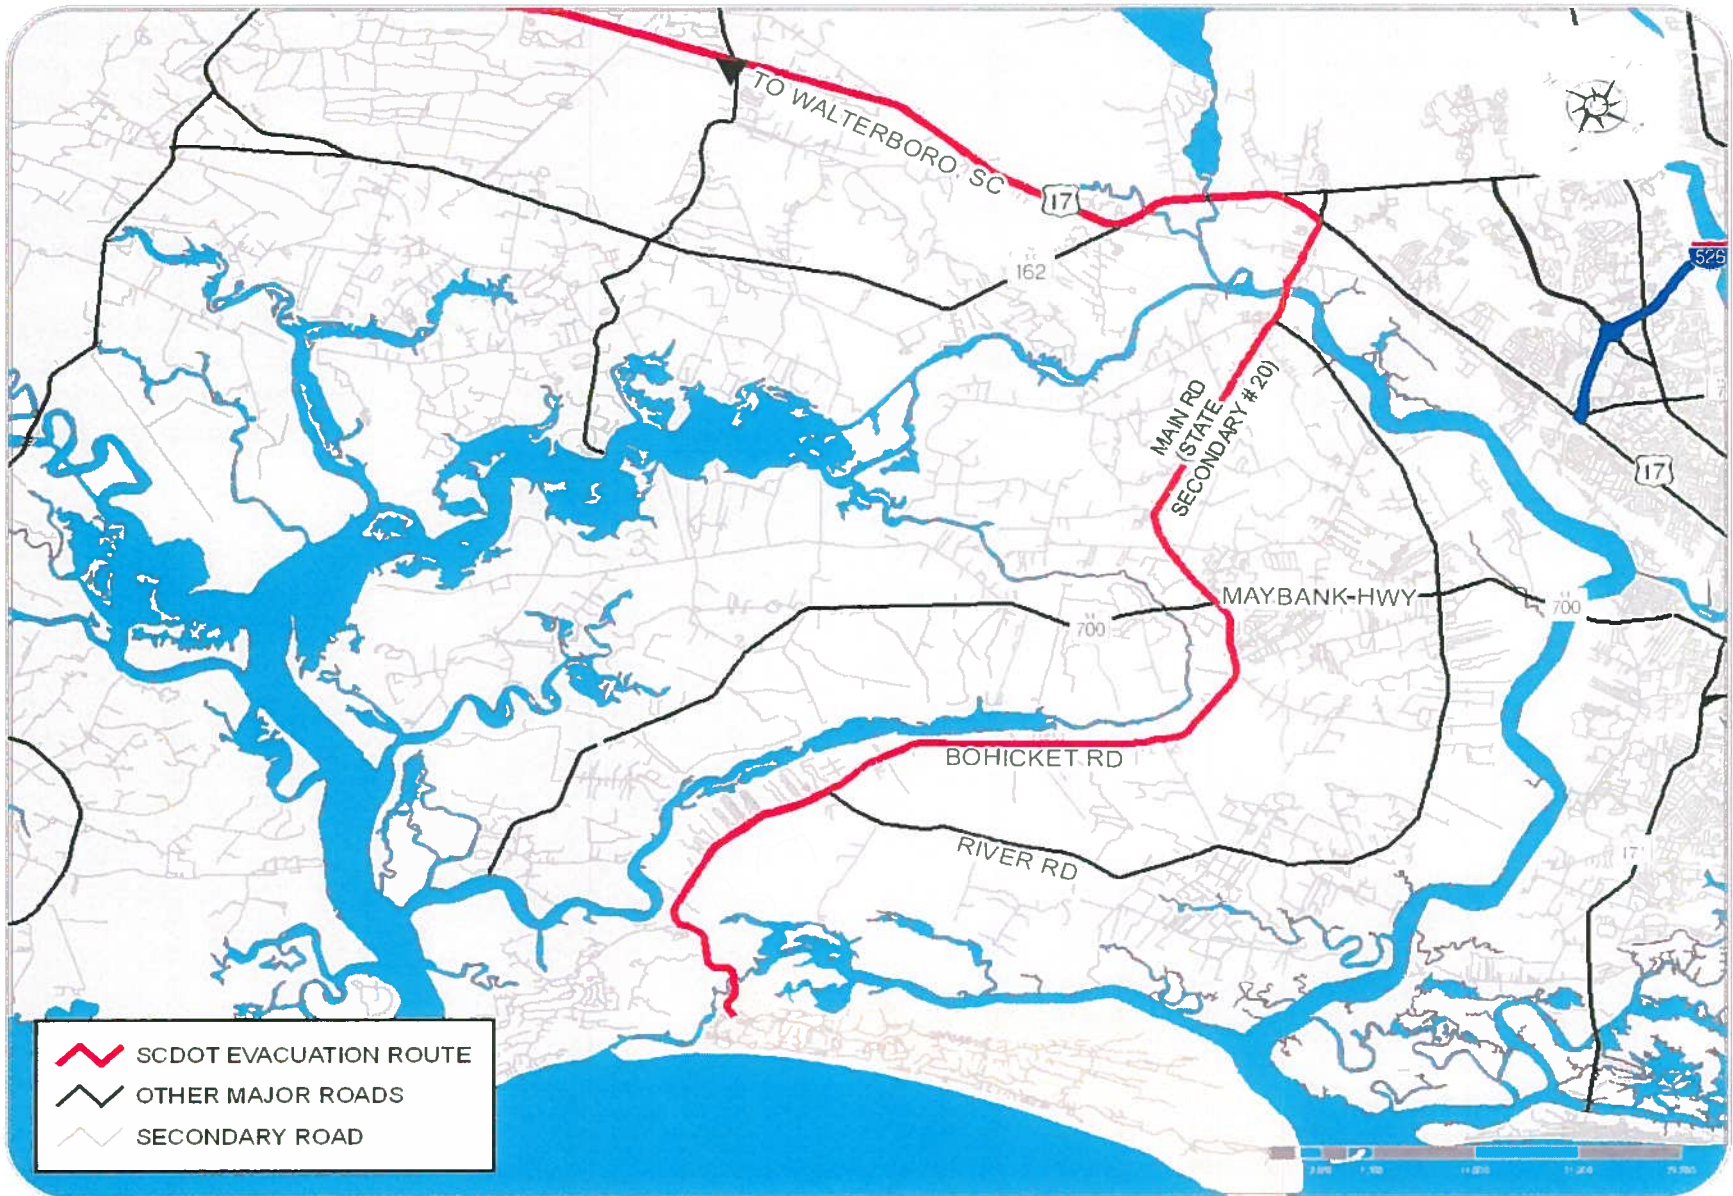 TO WALTERBORO, SC
17
526
162
MAIN RD
(STATE
SECONDARY # 20)
17
MAYBANK HWY
700
700
BOHICKET RD
RIVER RD
SCDOT EVACUATION ROUTE
OTHER MAJOR ROADS
SECONDARY ROAD